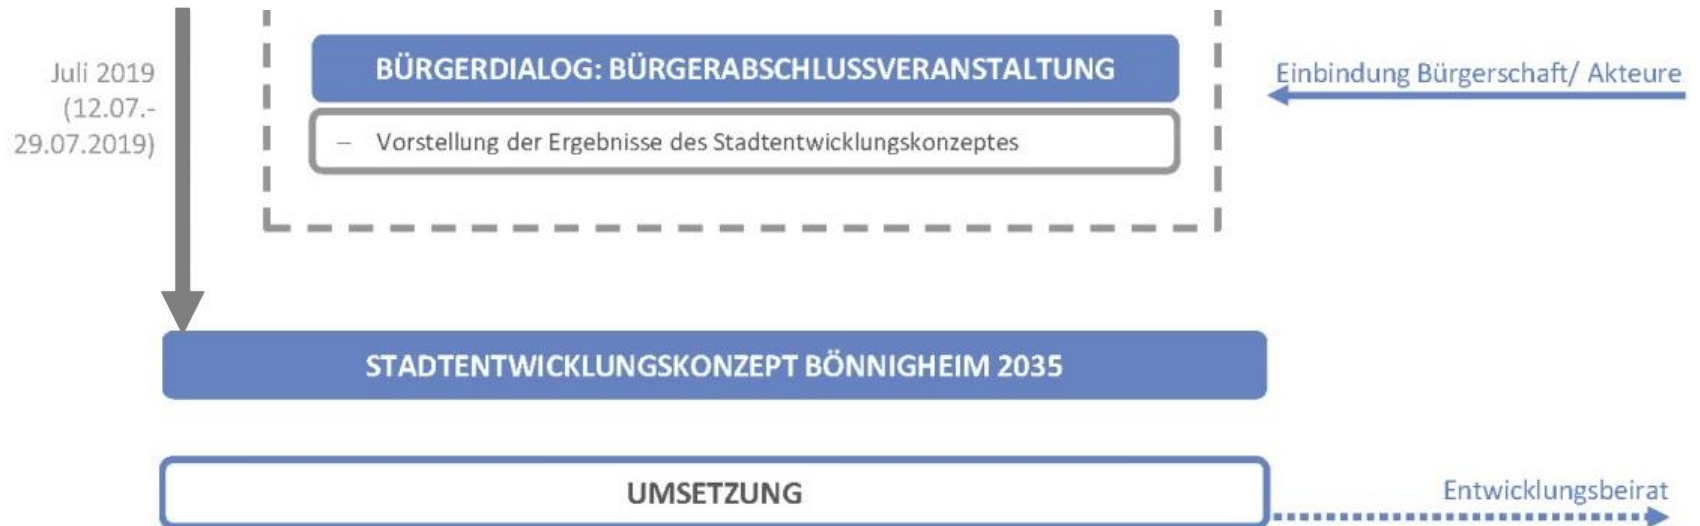 Juli 2019
(12.07.-
29.07.2019)
BÜRGERDIALOG: BÜRGERABSCHLUSSVERANSTALTUNG
– Vorstellung der Ergebnisse des Stadtentwicklungskonzeptes
Einbindung Bürgerschaft/ Akteure
STADTENTWICKLUNGSKONZEPT BÖNNIGHEIM 2035
UMSETZUNG
Entwicklungsbeirat